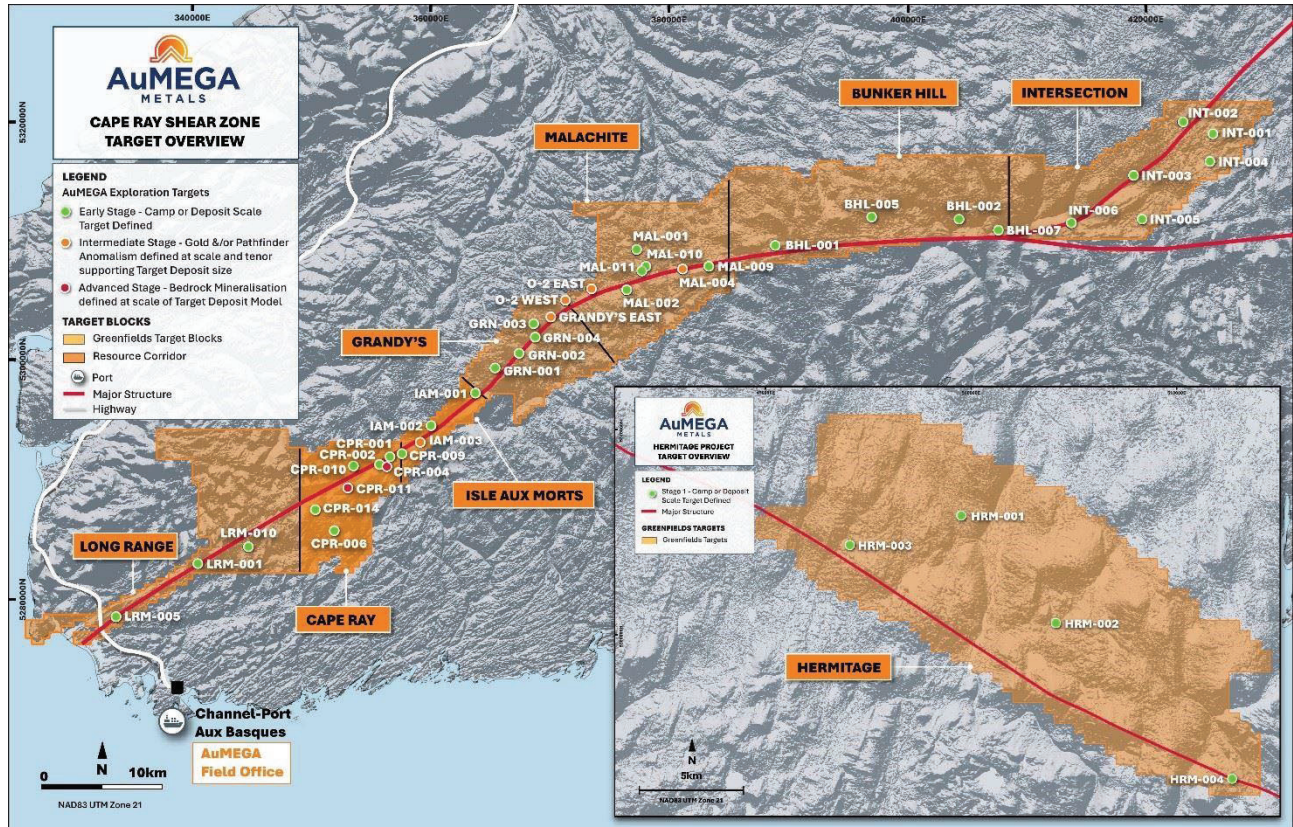 340000E
360000E
380000E
400000E
420000E
5320000N
5300000N
5280000N
AuMEGA
METALS
CAPE RAY SHEAR ZONE
TARGET OVERVIEW
LEGEND
AuMEGA Exploration Targets
Early Stage - Camp or Deposit Scale
Target Defined
Intermediate Stage - Gold &/or Pathfinder
Anomalism defined at scale and tenor
supporting Target Deposit size
Advanced Stage - Bedrock Mineralisation
defined at scale of Target Deposit Model
TARGET BLOCKS
Greenfields Target Blocks
Resource Corridor
Port
Major Structure
Highway
BUNKER HILL
INTERSECTION
MALACHITE
INT-002
INT-001
INT-004
INT-003
INT-006
INT-005
BHL-005
BHL-002
BHL-007
BHL-001
MAL-001
MAL-010
MAL-011
MAL-009
MAL-004
MAL-002
O-2 EAST
O-2 WEST
GRANDY'S EAST
GRN-003
GRN-004
GRANDY'S
GRN-002
GRN-001
IAM-001
IAM-002
IAM-003
CPR-001
CPR-002
CPR-009
CPR-010
CPR-004
CPR-011
ISLE AUX MORTS
CPR-014
CPR-006
LRM-010
LONG RANGE
LRM-001
LRM-005
CAPE RAY
Channel-Port
Aux Basques
AuMEGA
Field Office
N
0 10km
NAD83 UTM Zone 21
AuMEGA
METALS
HERMITAGE PROJECT
TARGET OVERVIEW
LEGEND
Stage 1 - Camp or Deposit
Scale Target Defined
Major Structure
GREENFIELDS TARGETS
Greenfields Targets
HRM-001
HRM-003
HRM-002
HERMITAGE
HRM-004
N
5km
NAD83 UTM Zone 21